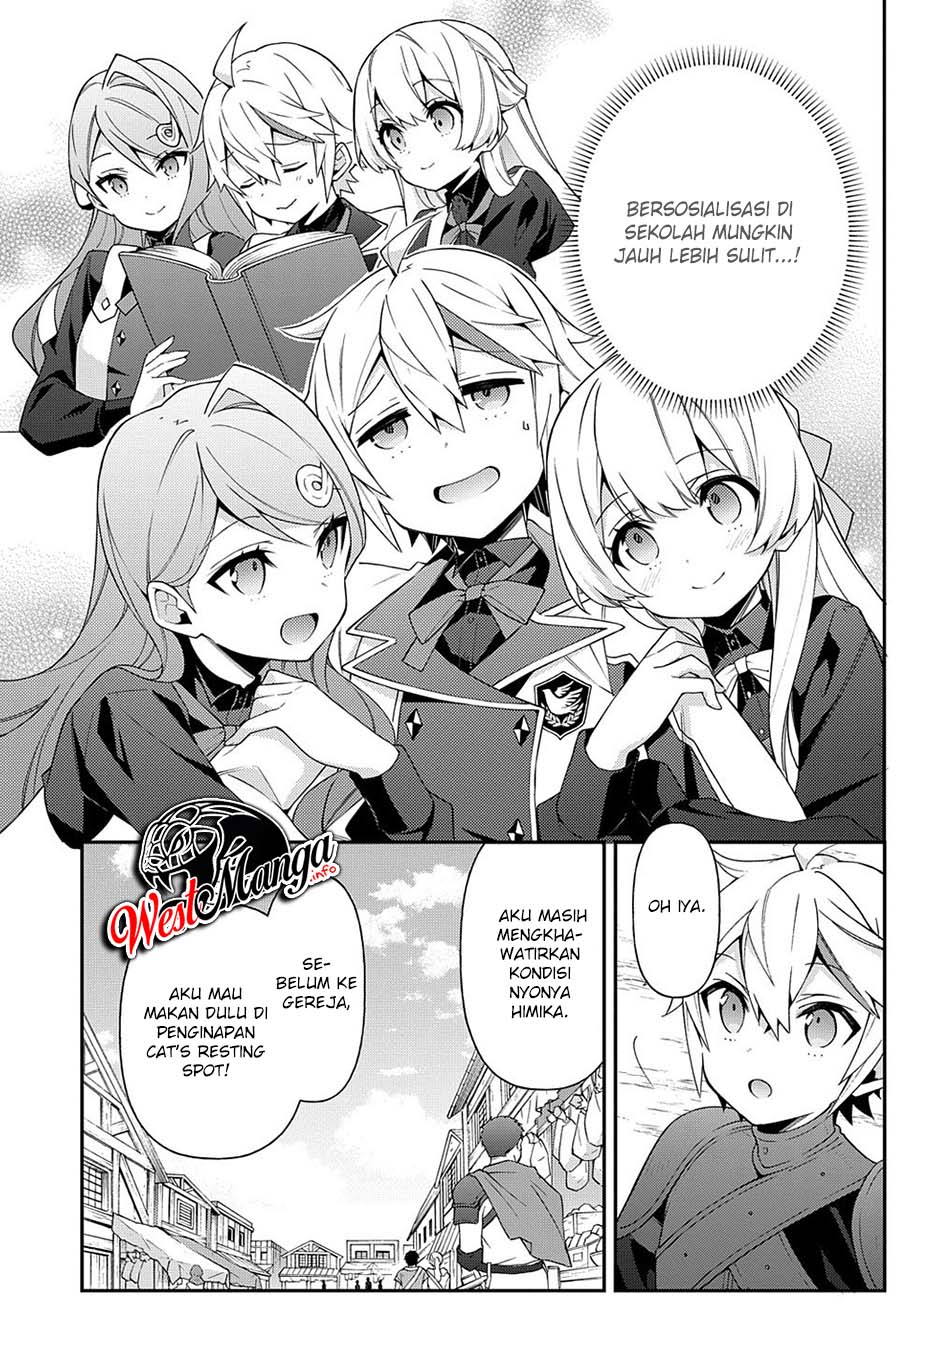 BERSOSIALISASI DI
SEKOLAH MUNGKIN
JAUH LEBIH SULIT...!
OH IYA.
AKU MASIH
MENGKHA-
WATIRKAN
KONDISI
NYONYA
HIMIKA.
SE-
BELUM KE
GEREJA,
AKU MAU
MAKAN DULU DI
PENGINAPAN
CAT'S RESTING
SPOT!
WestManga
.info